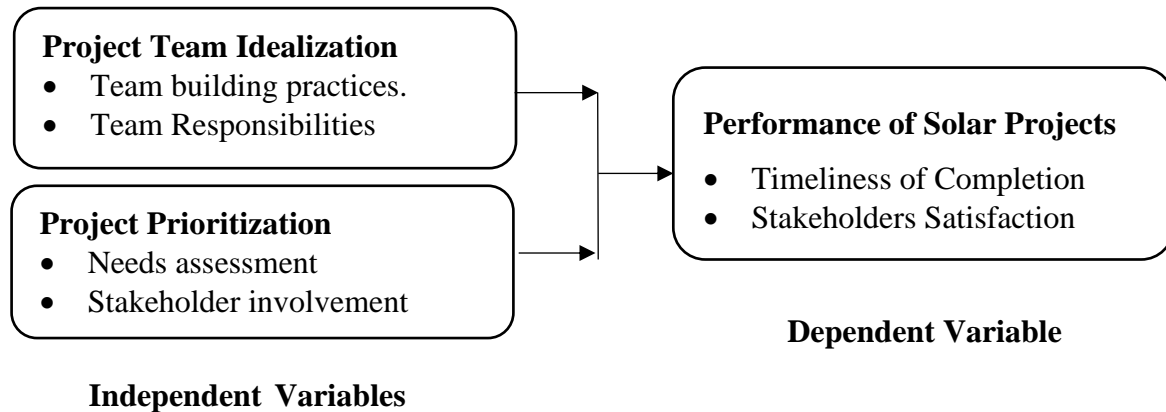 Project Team Idealization
• Team building practices.
• Team Responsibilities
Project Prioritization
• Needs assessment
• Stakeholder involvement
Independent Variables
Performance of Solar Projects
• Timeliness of Completion
• Stakeholders Satisfaction
Dependent Variable